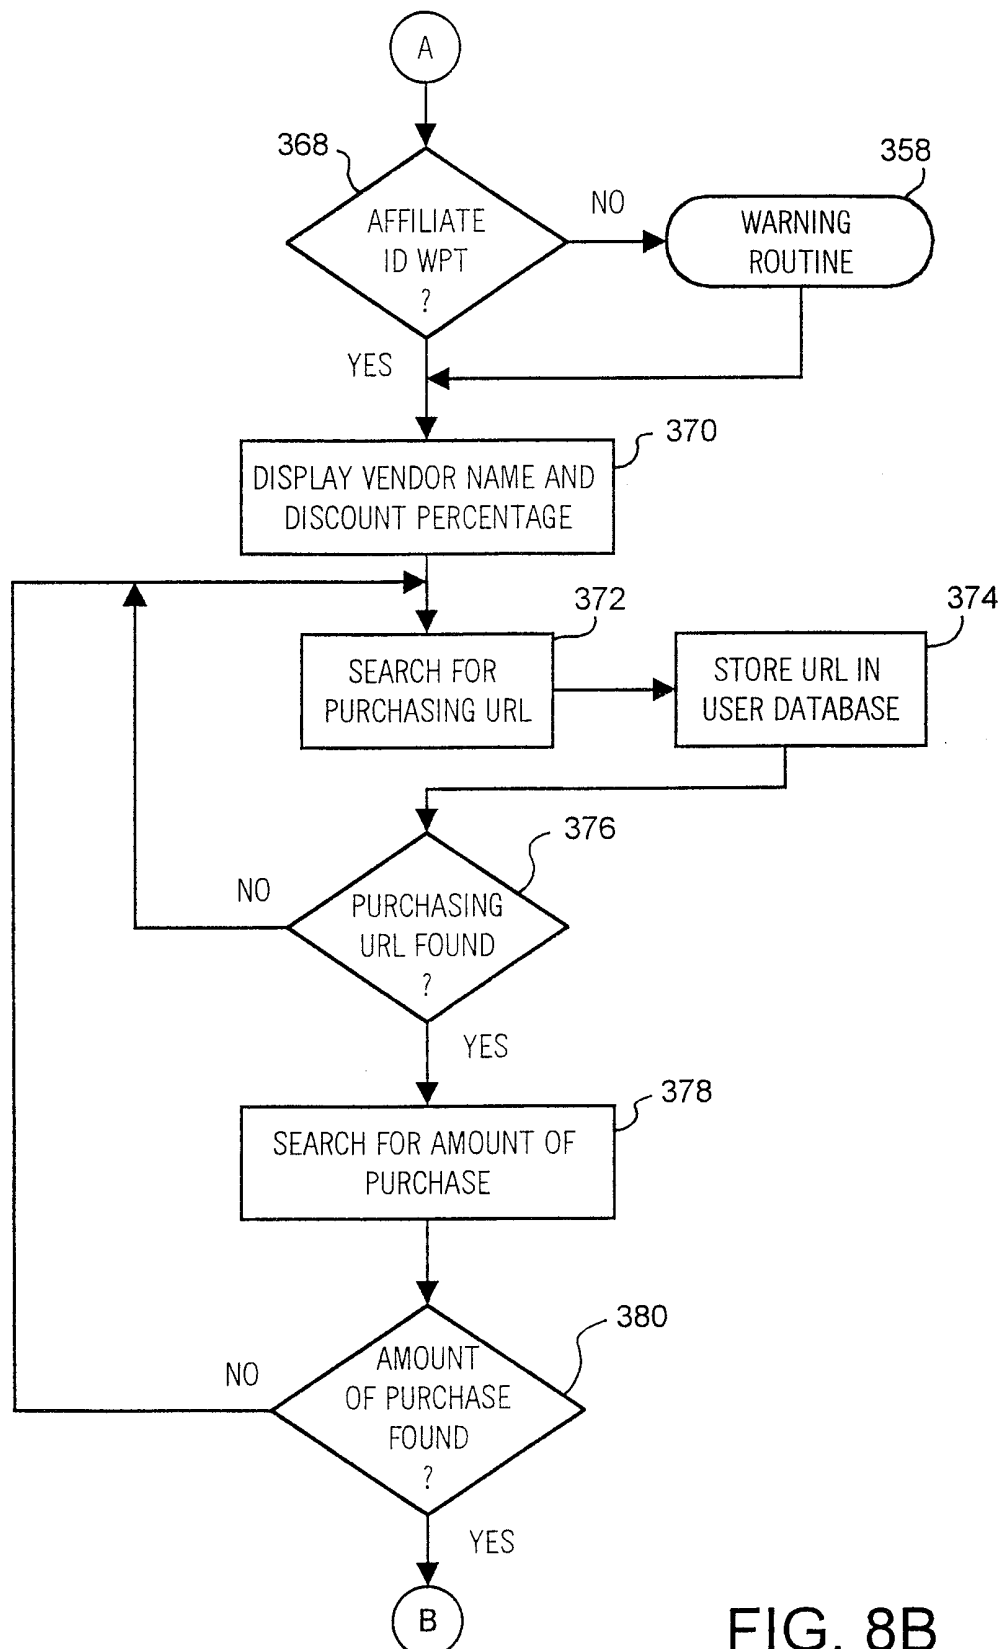 A
368
AFFILIATE
ID WPT
?
NO
358
WARNING
ROUTINE
YES
370
DISPLAY VENDOR NAME AND
DISCOUNT PERCENTAGE
372
SEARCH FOR
PURCHASING URL
374
STORE URL IN
USER DATABASE
376
NO
PURCHASING
URL FOUND
?
YES
378
SEARCH FOR AMOUNT OF
PURCHASE
380
NO
AMOUNT
OF PURCHASE
FOUND
?
YES
B
FIG. 8B